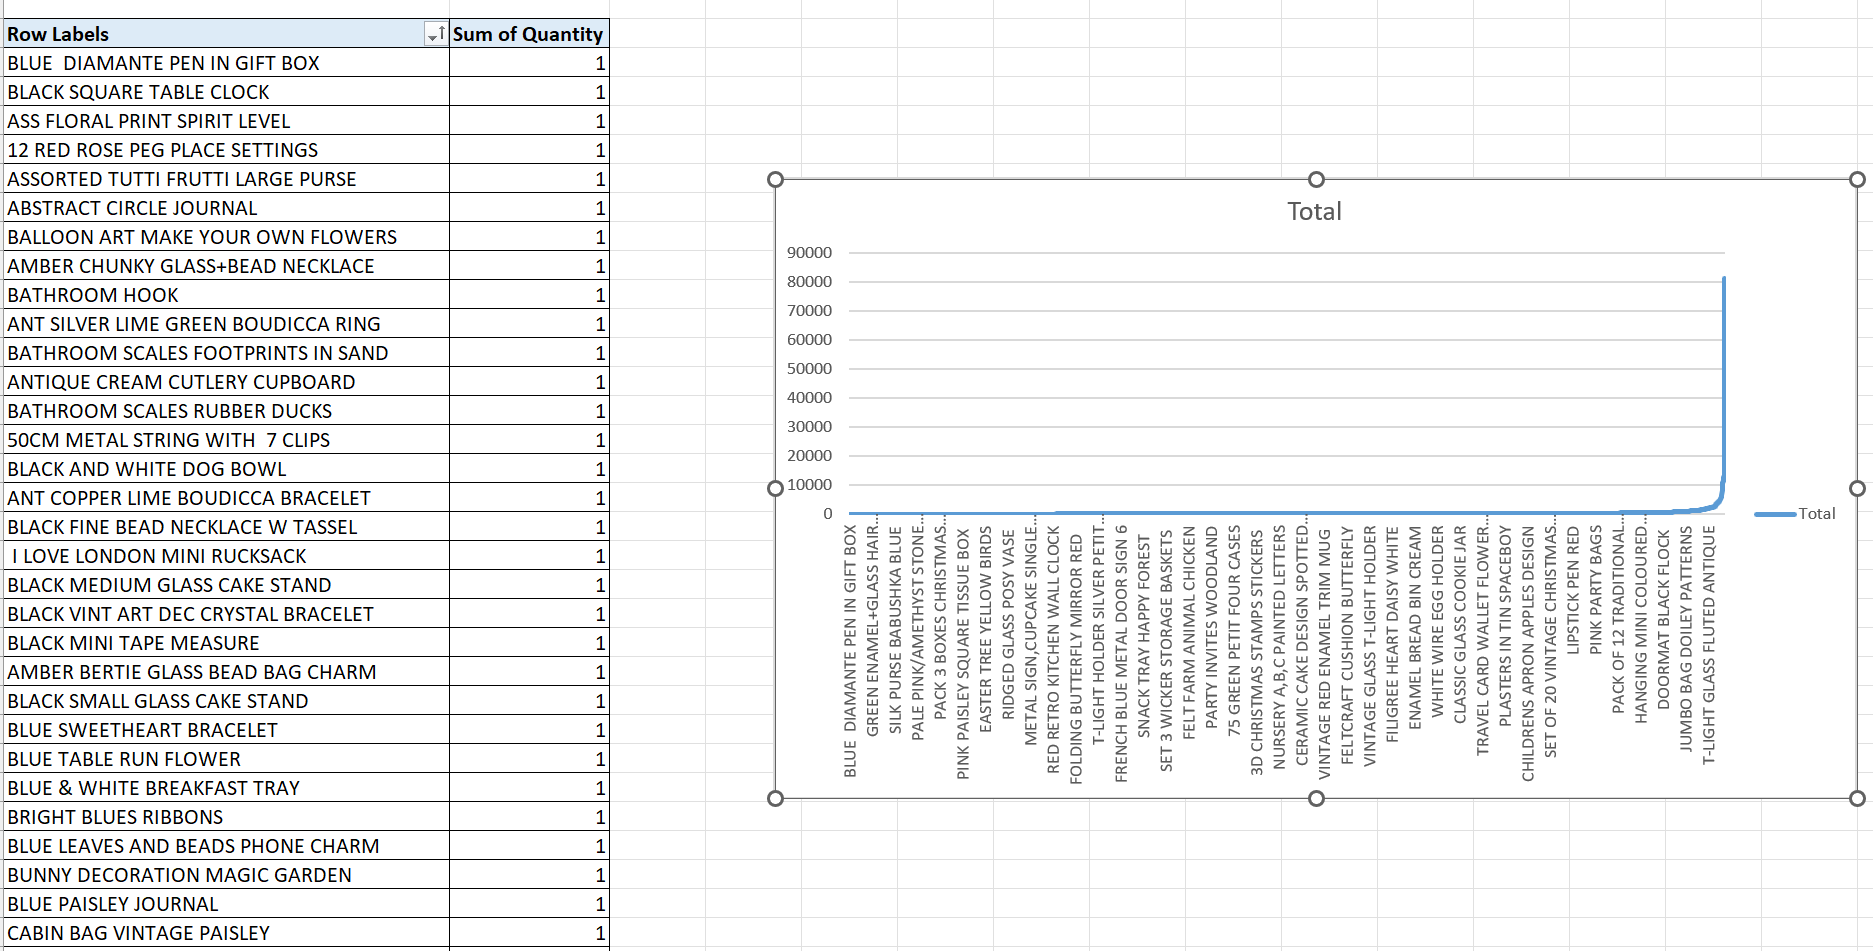 Row Labels Sum of Quantity
BLUE  DIAMANTE PEN IN GIFT BOX 1
BLACK SQUARE TABLE CLOCK 1
ASS FLORAL PRINT SPIRIT LEVEL 1
12 RED ROSE PEG PLACE SETTINGS 1
ASSORTED TUTTI FRUTTI LARGE PURSE 1
ABSTRACT CIRCLE JOURNAL 1
BALLOON ART MAKE YOUR OWN FLOWERS 1
AMBER CHUNKY GLASS+BEAD NECKLACE 1
BATHROOM HOOK 1
ANT SILVER LIME GREEN BOUDICCA RING 1
BATHROOM SCALES FOOTPRINTS IN SAND 1
ANTIQUE CREAM CUTLERY CUPBOARD 1
BATHROOM SCALES RUBBER DUCKS 1
50CM METAL STRING WITH  7 CLIPS 1
BLACK AND WHITE DOG BOWL 1
ANT COPPER LIME BOUDICCA BRACELET 1
BLACK FINE BEAD NECKLACE W TASSEL 1
I LOVE LONDON MINI RUCKSACK 1
BLACK MEDIUM GLASS CAKE STAND 1
BLACK VINT ART DEC CRYSTAL BRACELET 1
BLACK MINI TAPE MEASURE 1
AMBER BERTIE GLASS BEAD BAG CHARM 1
BLACK SMALL GLASS CAKE STAND 1
BLUE SWEETHEART BRACELET 1
BLUE TABLE RUN FLOWER 1
BLUE & WHITE BREAKFAST TRAY 1
BRIGHT BLUES RIBBONS 1
BLUE LEAVES AND BEADS PHONE CHARM 1
BUNNY DECORATION MAGIC GARDEN 1
BLUE PAISLEY JOURNAL 1
CABIN BAG VINTAGE PAISLEY 1
Total
90000
80000
70000
60000
50000
40000
30000
20000
10000
0
BLUE  DIAMANTE PEN IN GIFT BOX
GREEN ENAMEL+GLASS HAIR...
SILK PURSE BABUSHKA BLUE
PALE PINK/AMETHYST STONE...
PACK 3 BOXES CHRISTMAS...
PINK PAISLEY SQUARE TISSUE BOX
EASTER TREE YELLOW BIRDS
RIDGED GLASS POSY VASE
METAL SIGN,CUPCAKE SINGLE...
RED RETRO KITCHEN WALL CLOCK
FOLDING BUTTERFLY MIRROR RED
T-LIGHT HOLDER SILVER PETIT...
FRENCH BLUE METAL DOOR SIGN 6
SNACK TRAY HAPPY FOREST
SET 3 WICKER STORAGE BASKETS
FELT FARM ANIMAL CHICKEN
PARTY INVITES WOODLAND
75 GREEN PETIT FOUR CASES
3D CHRISTMAS STAMPS STICKERS
NURSERY A,B,C PAINTED LETTERS
CERAMIC CAKE DESIGN SPOTTED...
VINTAGE RED ENAMEL TRIM MUG
FELTCRAFT CUSHION BUTTERFLY
VINTAGE GLASS T-LIGHT HOLDER
FILIGREE HEART DAISY WHITE
ENAMEL BREAD BIN CREAM
WHITE WIRE EGG HOLDER
CLASSIC GLASS COOKIE JAR
TRAVEL CARD WALLET FLOWER...
PLASTERS IN TIN SPACEBOY
CHILDRENS APRON APPLES DESIGN
SET OF 20 VINTAGE CHRISTMAS...
LIPSTICK PEN RED
PINK PARTY BAGS
PACK OF 12 TRADITIONAL...
HANGING MINI COLOURED...
DOORMAT BLACK FLOCK
JUMBO BAG DOILEY PATTERNS
T-LIGHT GLASS FLUTED ANTIQUE
Total